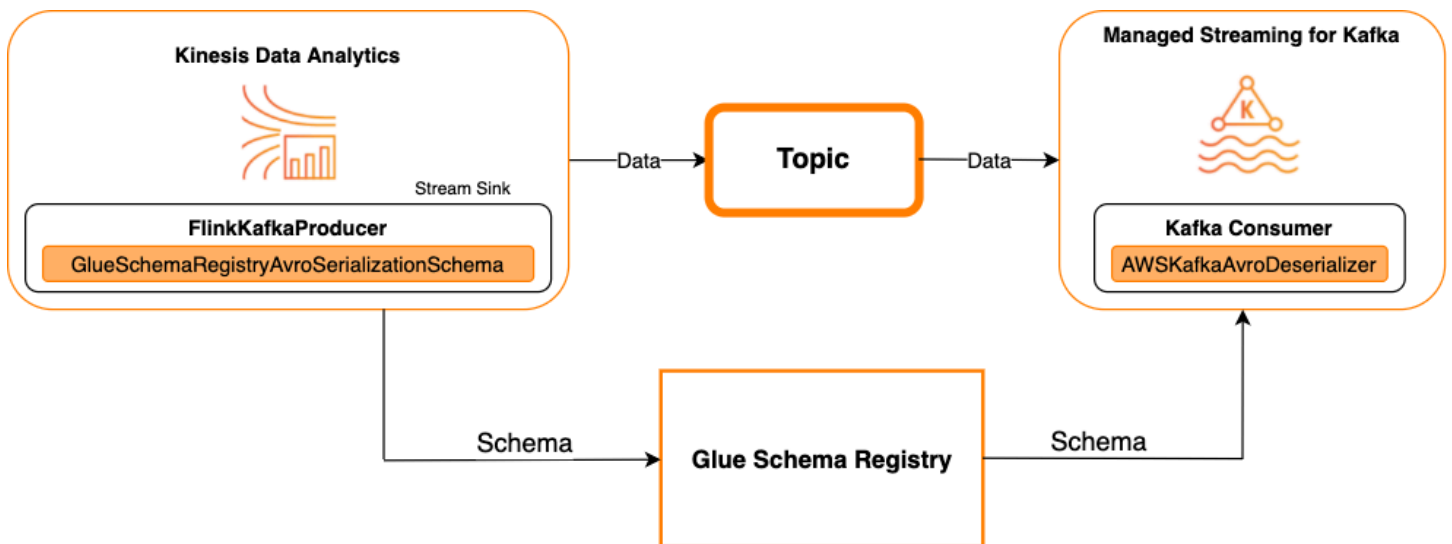 Kinesis Data Analytics
Stream Sink
FlinkKafkaProducer
GlueSchemaRegistryAvroSerializationSchema
Data
Topic
Data
Managed Streaming for Kafka
K
Kafka Consumer
AWSKafkaAvroDeserializer
Schema
Glue Schema Registry
Schema